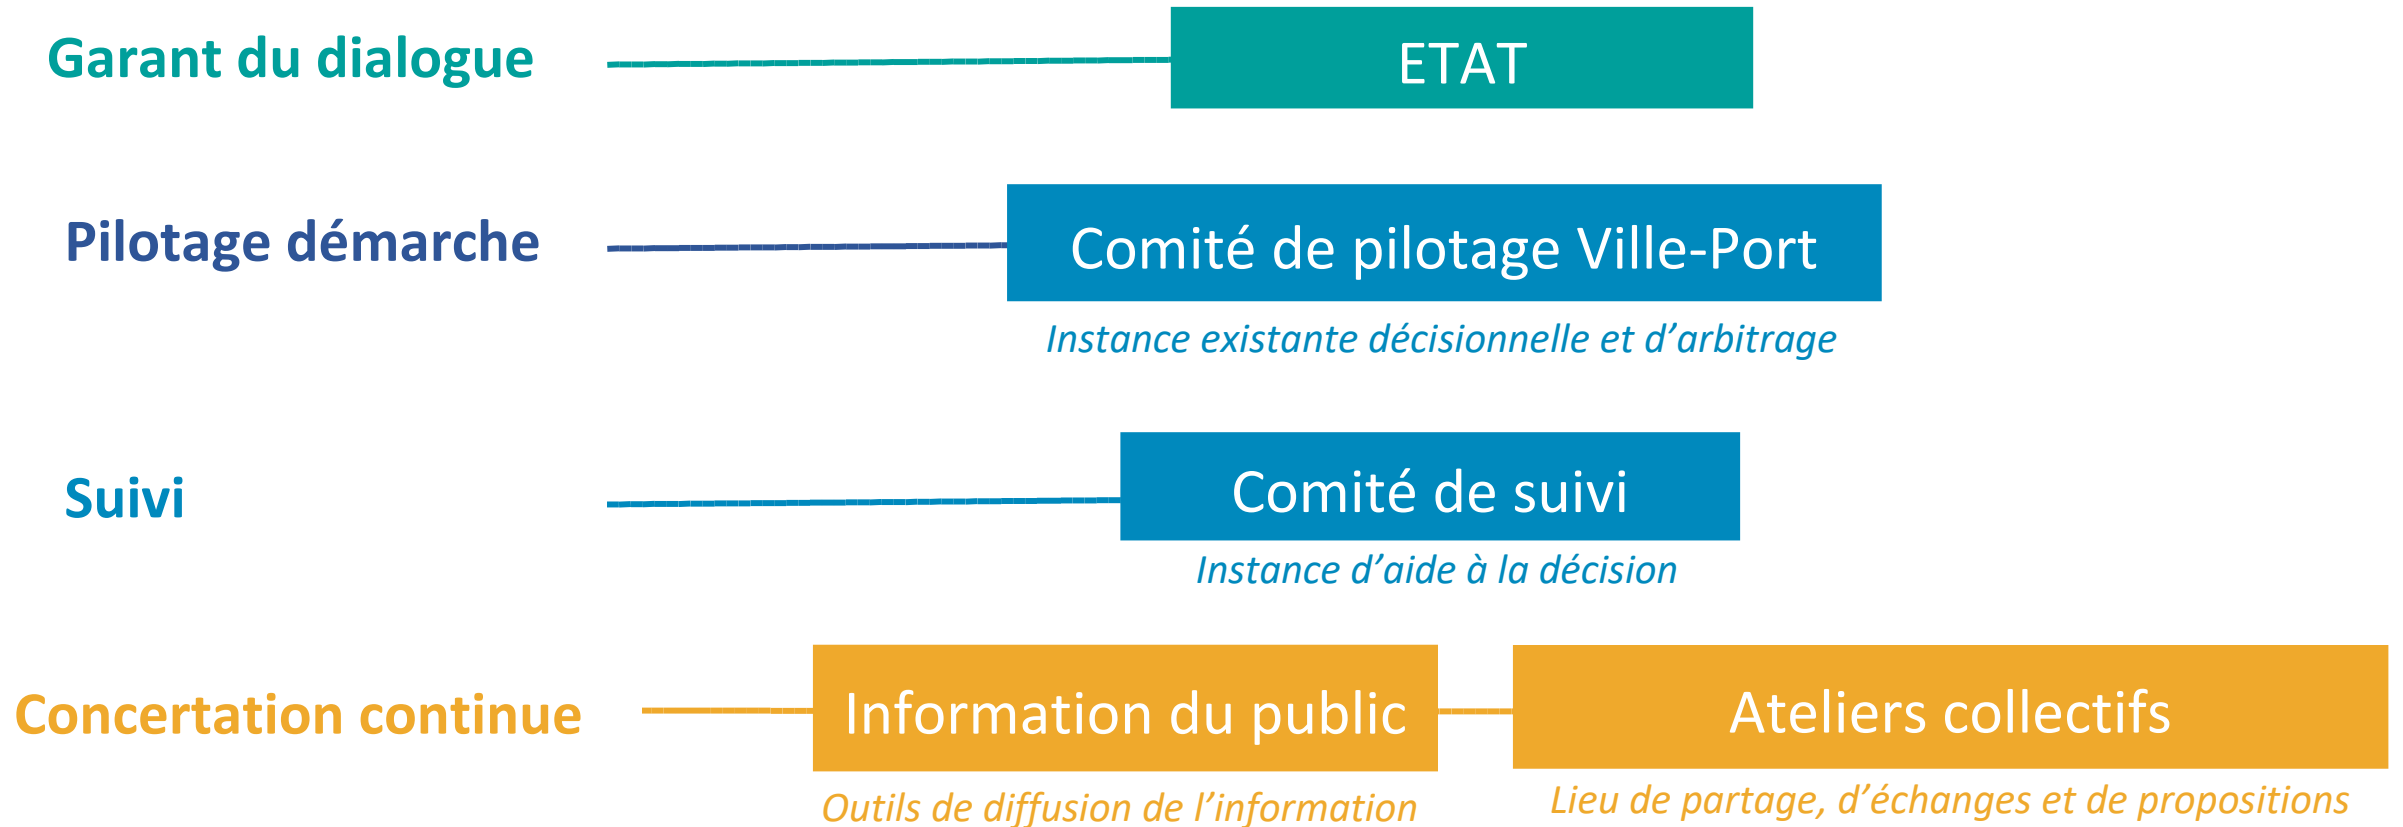 Garant du dialogue
ETAT
Pilotage démarche
Comité de pilotage Ville-Port
Instance existante décisionnelle et d’arbitrage
Suivi
Comité de suivi
Instance d’aide à la décision
Concertation continue
Information du public
Ateliers collectifs
Outils de diffusion de l’information
Lieu de partage, d’échanges et de propositions